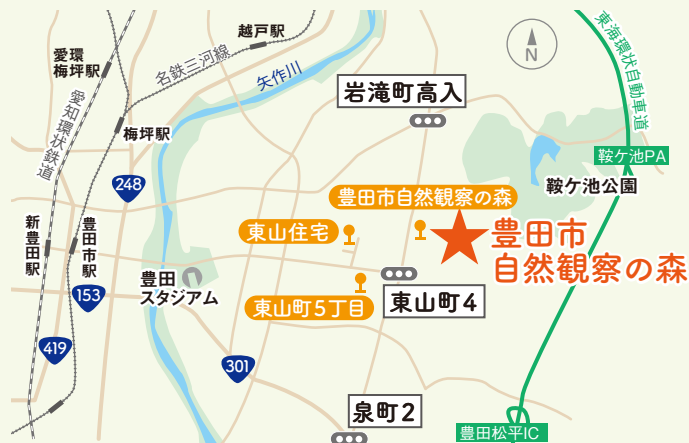 越戸駅
愛環
梅坪駅
名鉄三河線
矢作川
N
東海環状自動車道
岩滝町高入
愛知環状鉄道
梅坪駅
鞍ケ池PA
248
鞍ケ池公園
豊田市自然観察の森
東山住宅
豊田市
自然観察の森
新豊田駅
豊田市駅
豊田
スタジアム
153
東山町5丁目
東山町4
419
301
泉町2
豊田松平IC